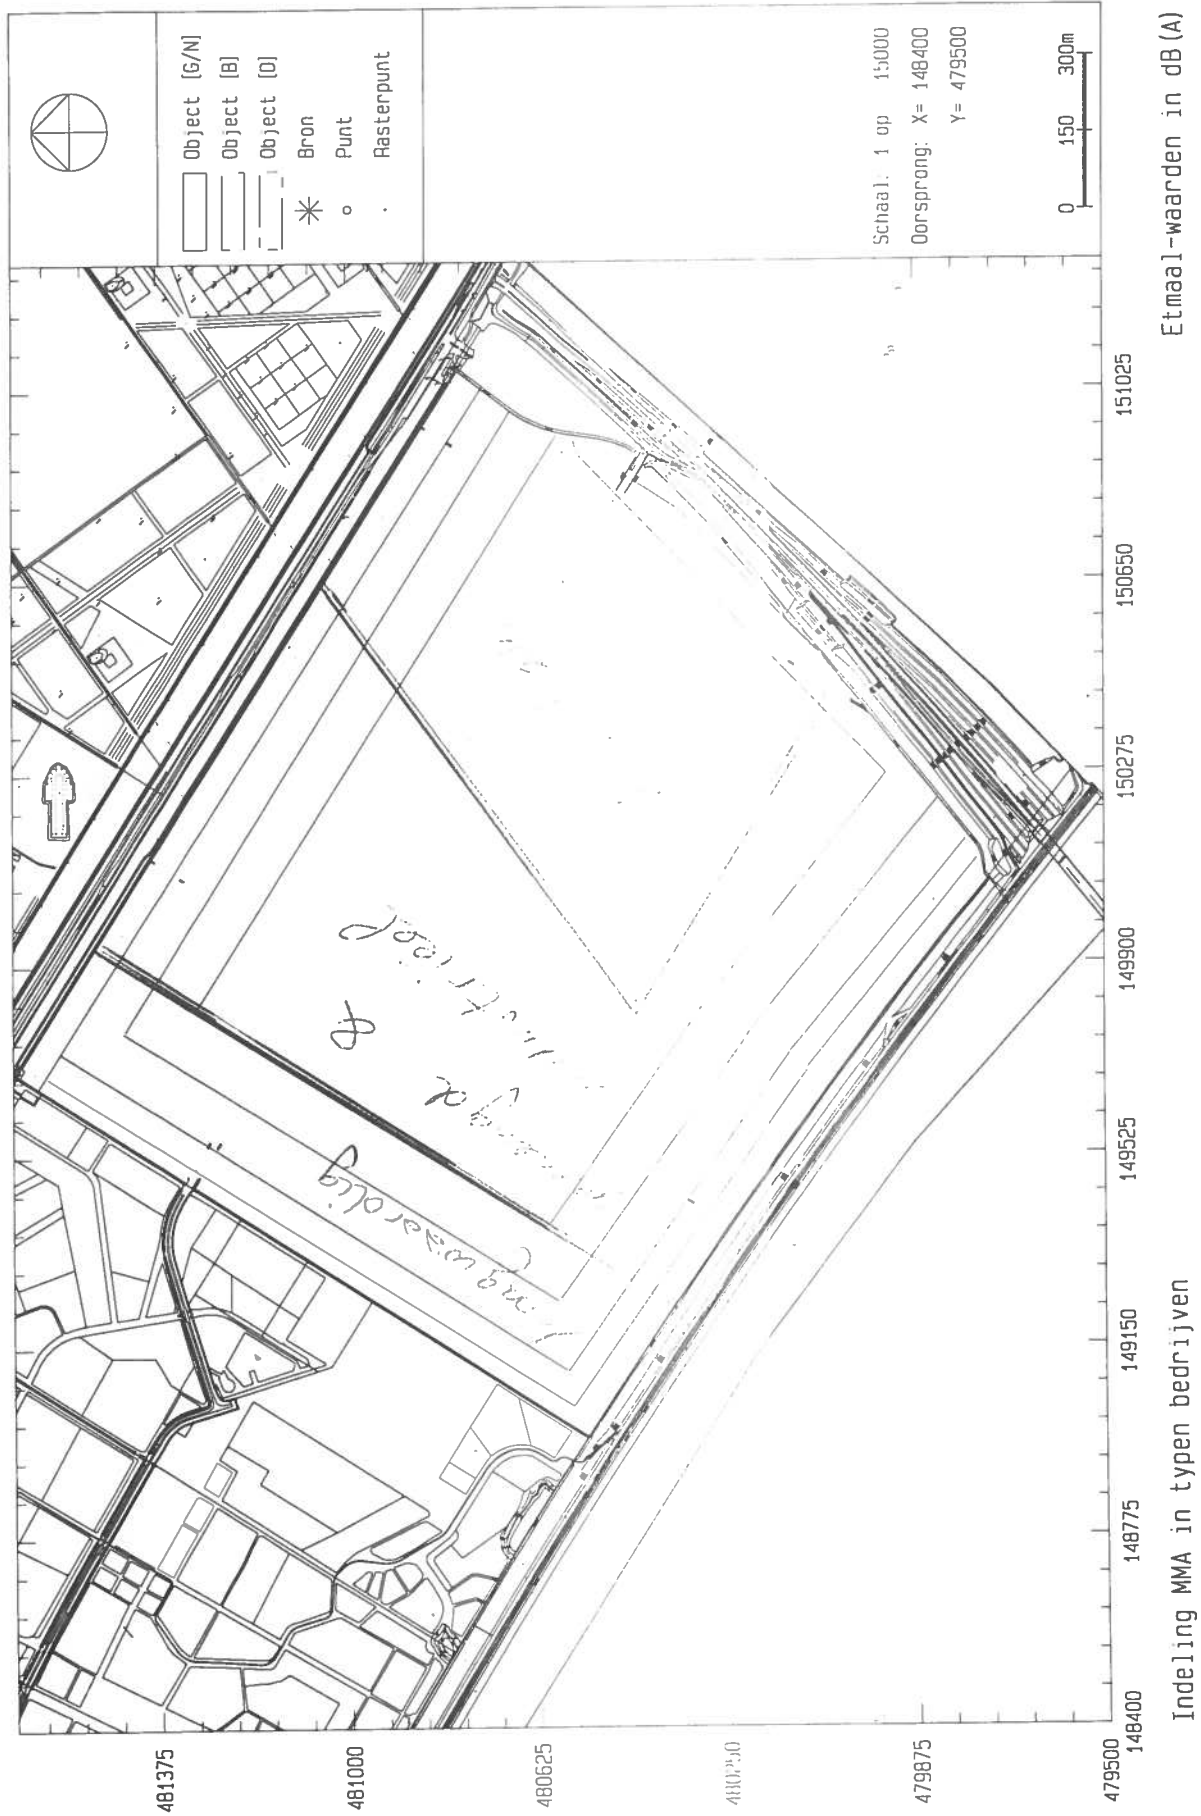 Object [G/N]
Object [B]
Object [D]
Bron
Punt
Rasterpunt
Schaal: 1 op 15000
Oorsprong: X= 148400
Y= 479500
0 150 300m
481375
481000
480625
480250
479875
479500
148400 148775 149150 149525 149900 150275 150650 151025
hoogwaardig
&
Indeling MMA in typen bedrijven
Etmaal-waarden in dB(A)